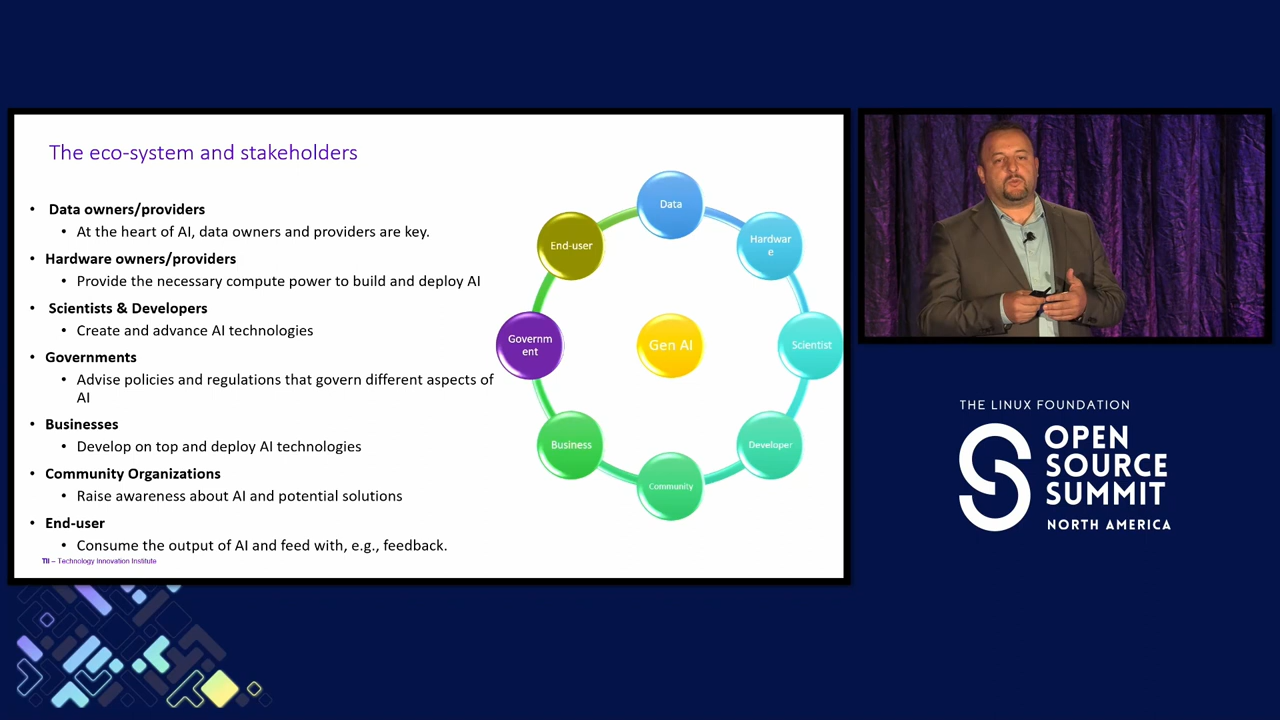 The eco-system and stakeholders
• Data owners/providers
• At the heart of AI, data owners and providers are key.
• Hardware owners/providers
• Provide the necessary compute power to build and deploy AI
• Scientists & Developers
• Create and advance AI technologies
• Governments
• Advise policies and regulations that govern different aspects of
AI
• Businesses
• Develop on top and deploy AI technologies
• Community Organizations
• Raise awareness about AI and potential solutions
• End-user
• Consume the output of AI and feed with, e.g., feedback.
TII – Technology Innovation Institute
Data
Hardwar
e
Scientist
Developer
Community
Business
Governm
ent
End-user
Gen AI
THE LINUX FOUNDATION
OPEN
SOURCE
SUMMIT
NORTH AMERICA